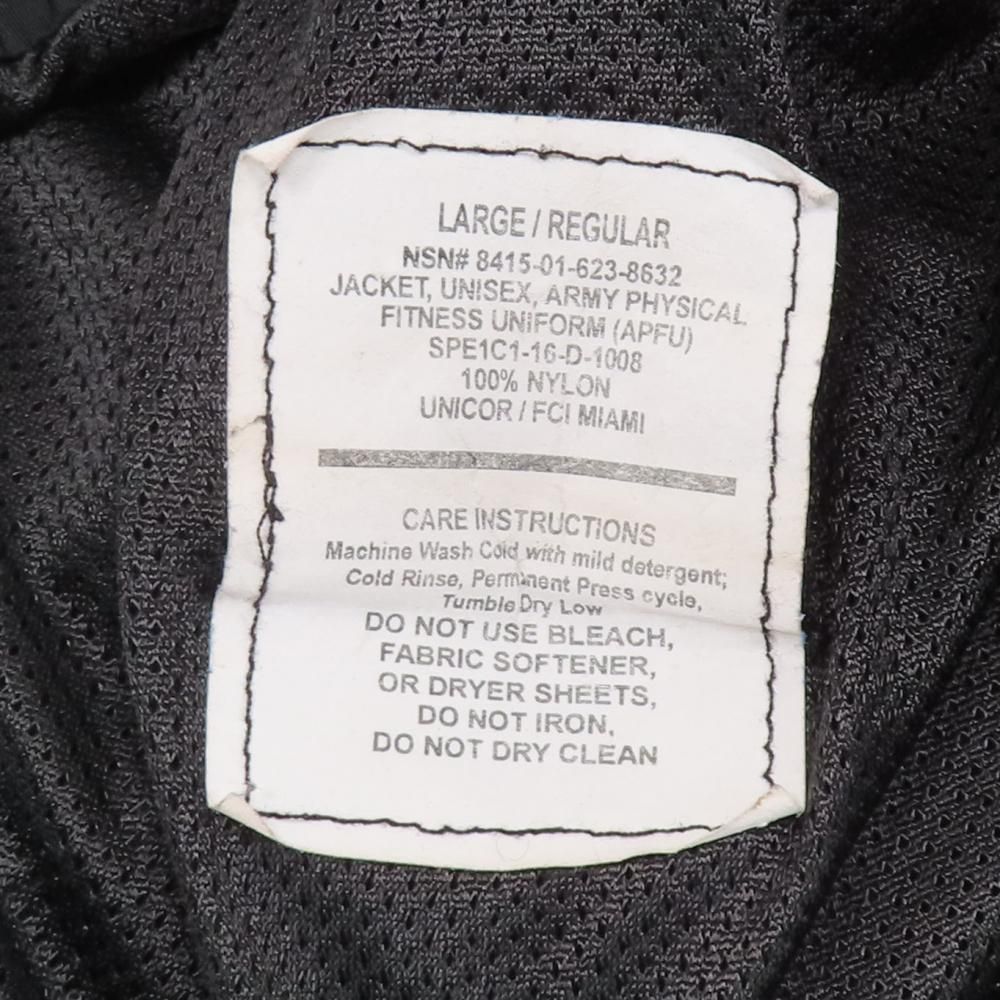 LARGE / REGULAR
NSN# 8415-01-623-8632
JACKET, UNISEX, ARMY PHYSICAL
FITNESS UNIFORM (APFU)
SPE1C1-16-D-1008
100% NYLON
UNICOR / FCI MIAMI
CARE INSTRUCTIONS
Machine Wash Cold with mild detergent;
Cold Rinse, Permanent Press cycle,
Tumble Dry Low
DO NOT USE BLEACH,
FABRIC SOFTENER,
OR DRYER SHEETS,
DO NOT IRON,
DO NOT DRY CLEAN